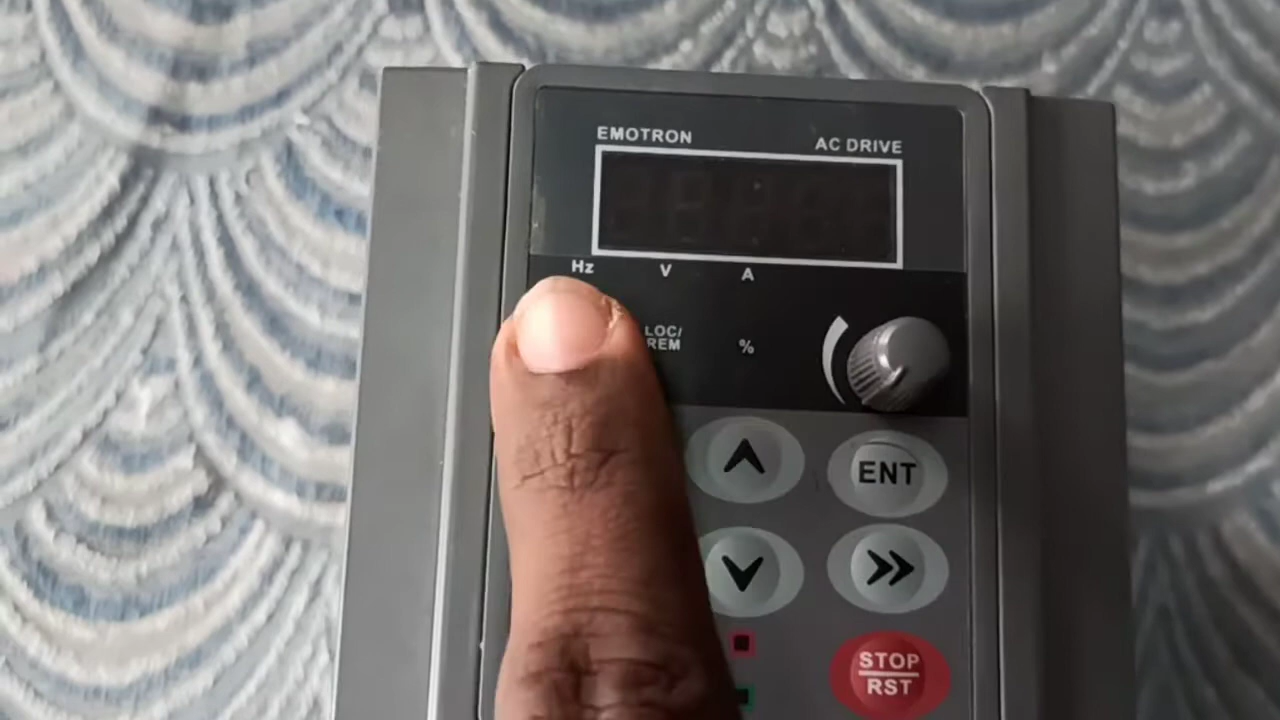 EMOTRON AC DRIVE
Hz V A
LOC/
REM
%
ENT
STOP
RST